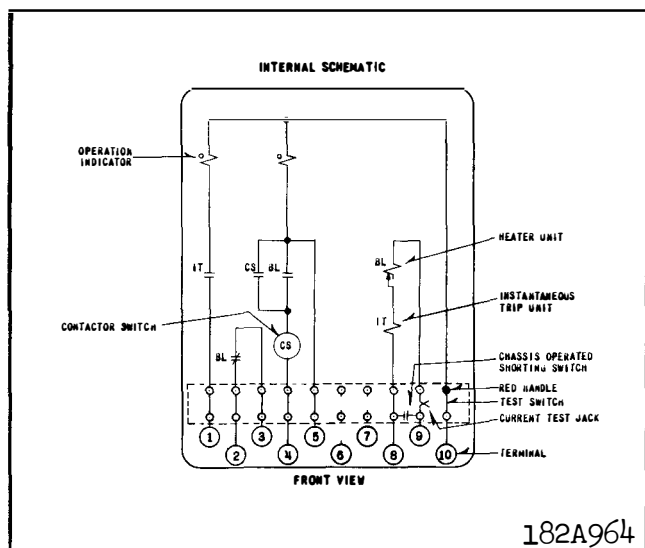 INTERNAL SCHEMATIC
OPERATION
INDICATOR
HEATER UNIT
BL
IT
CS
BL
INSTANTANEOUS
TRIP UNIT
IT
CONTACTOR SWITCH
CS
BL
CHASSIS OPERATED
SHORTING SWITCH
RED HANDLE
TEST SWITCH
CURRENT TEST JACK
1
3
5
7
9
2
4
6
8
10
TERMINAL
FRONT VIEW
182A964